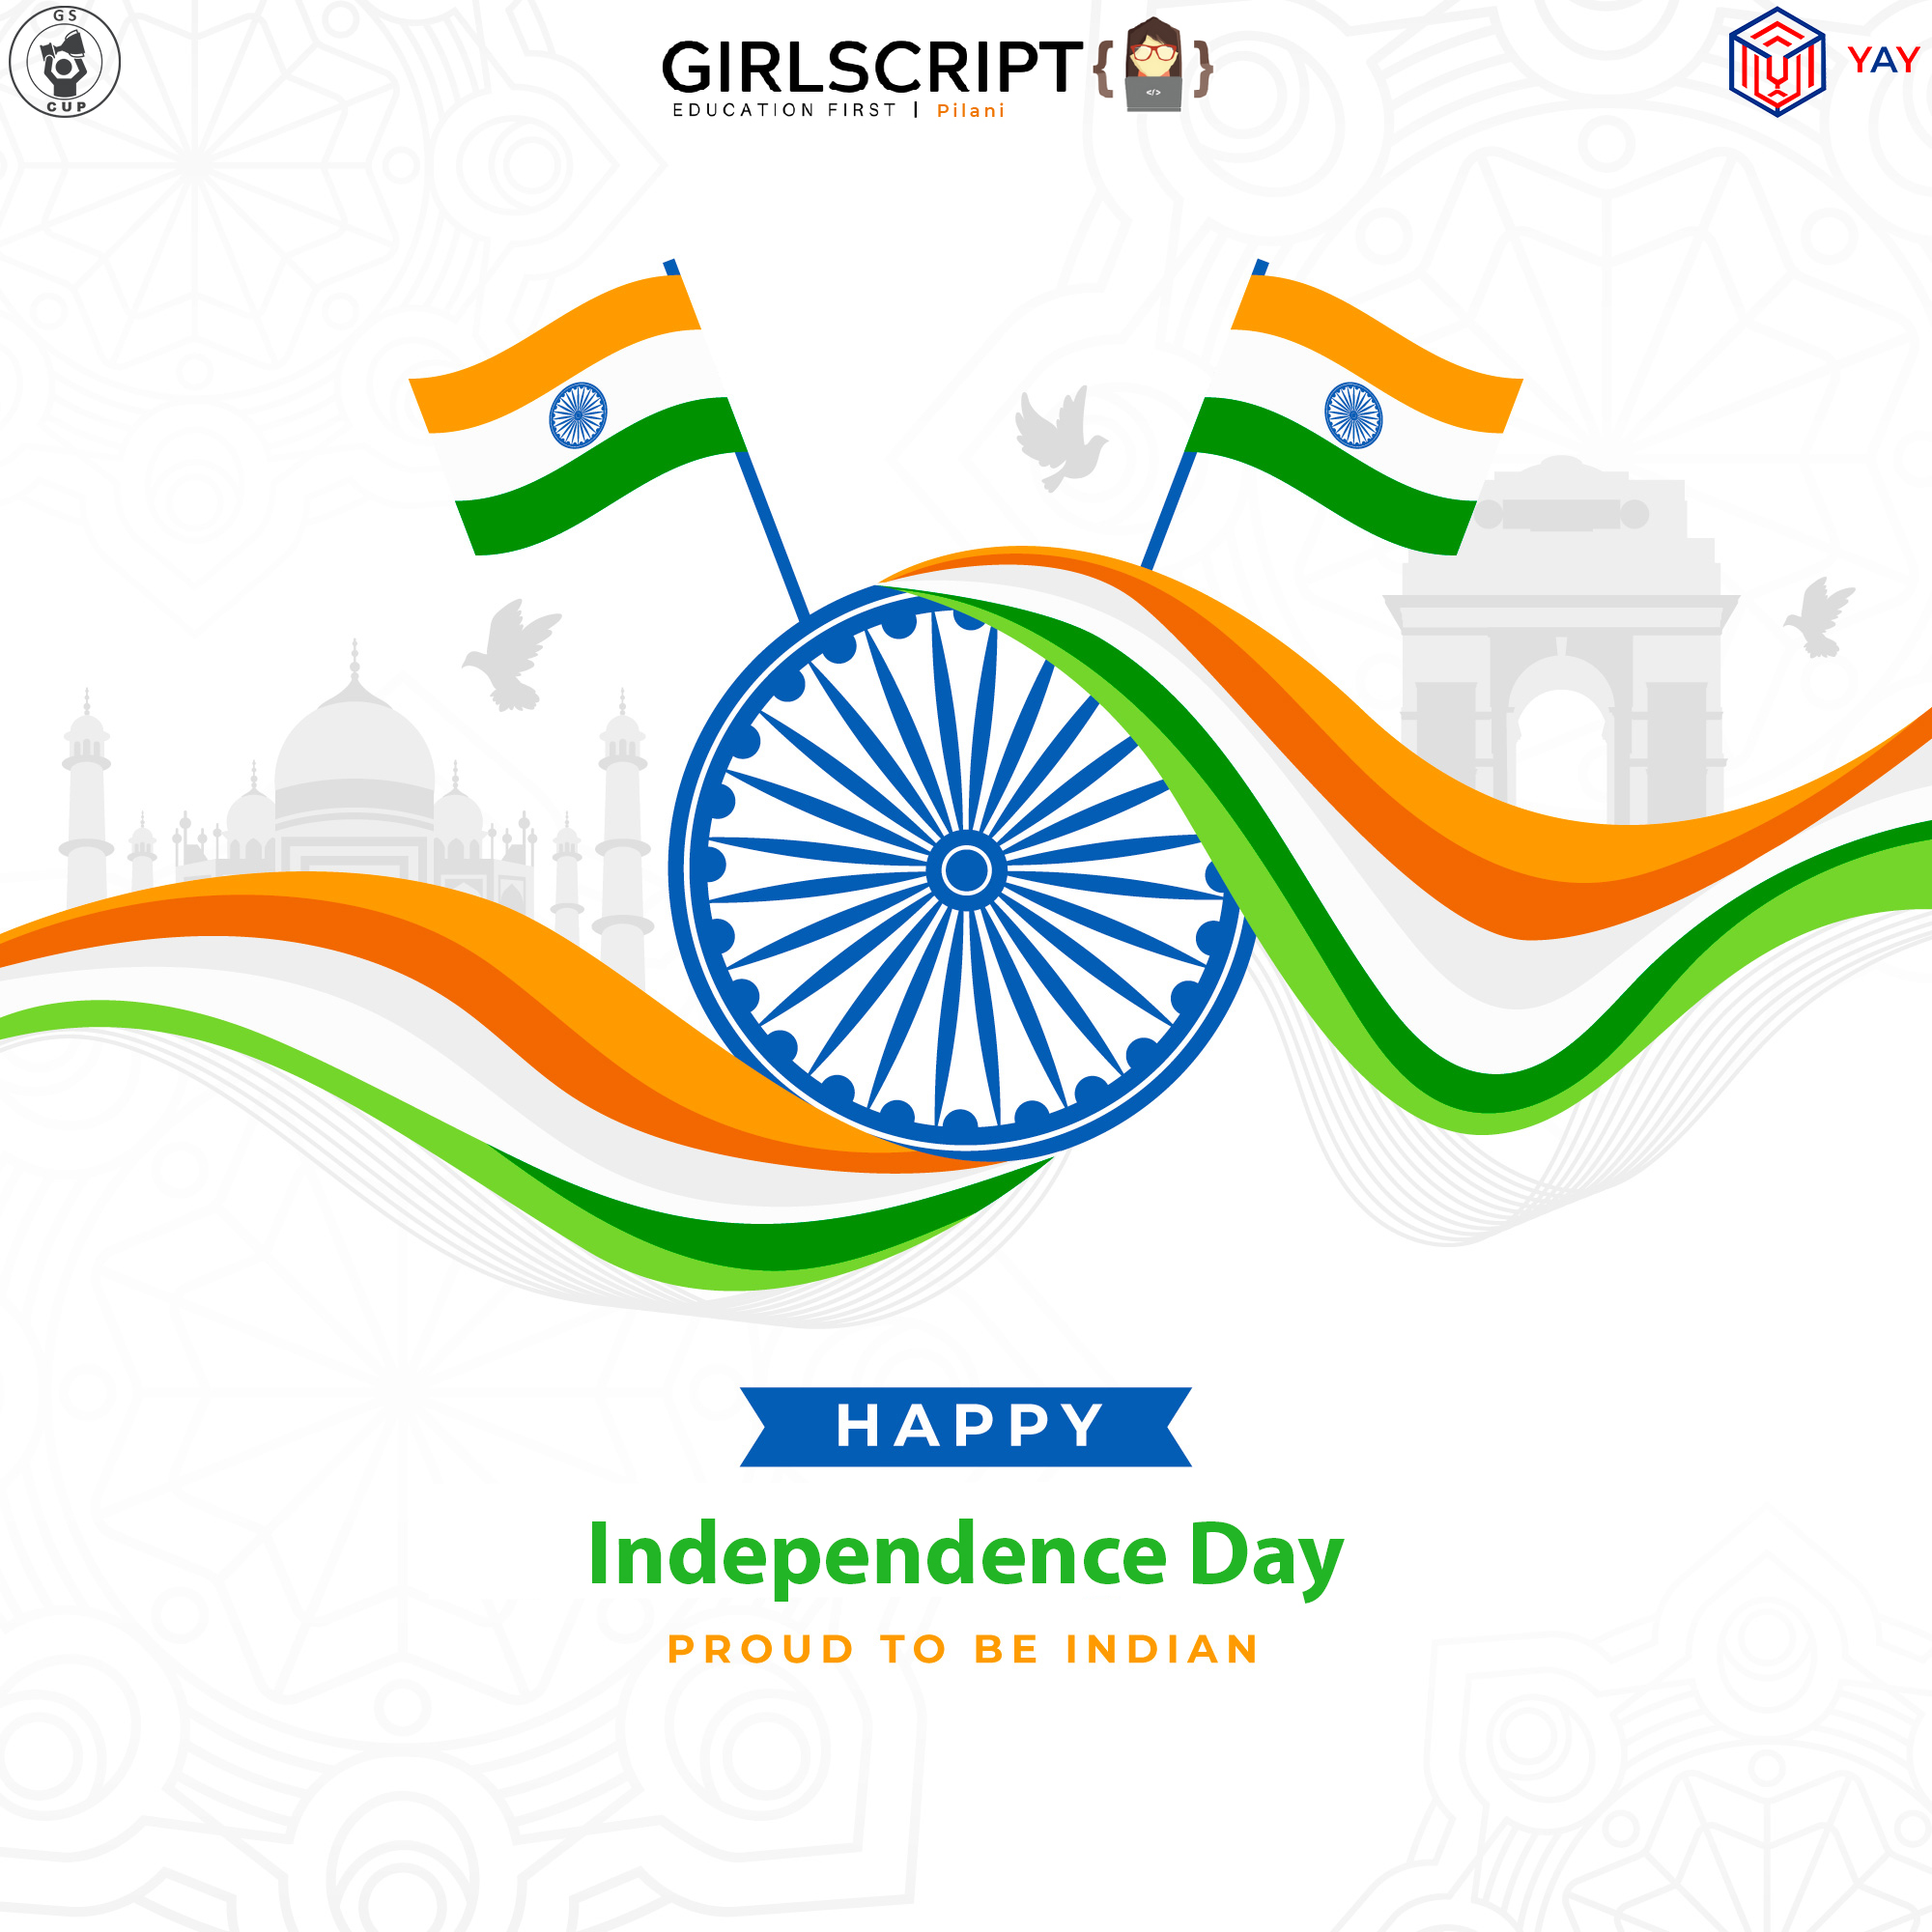 GS
CUP
GIRLSCRIPT
EDUCATION FIRST | Pilani
</>
YAY
HAPPY
Independence Day
PROUD TO BE INDIAN